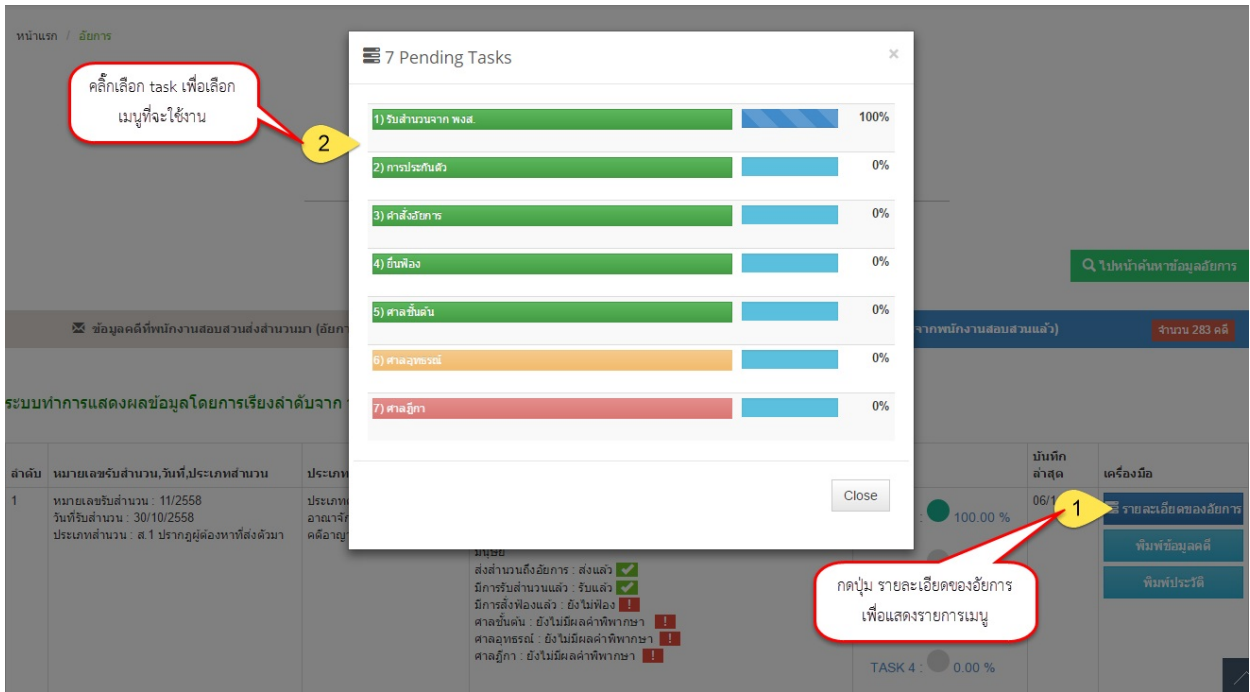 หน้าแรก / อัยการ
7 Pending Tasks
×
คลิ๊กเลือก task เพื่อเลือก
เมนูที่จะใช้งาน
2
1) รับสำนวนจาก พงส.
100%
2) การประกันตัว
0%
3) คำสั่งอัยการ
0%
4) ยื่นฟ้อง
0%
5) ศาลชั้นต้น
0%
6) ศาลอุทธรณ์
0%
7) ศาลฎีกา
0%
Close
ไปหน้าค้นหาข้อมูลอัยการ
ข้อมูลคดีที่พนักงานสอบสวนส่งสำนวนมา (อัยกา
จากพนักงานสอบสวนแล้ว)
จำนวน 283 คดี
ระบบทำการแสดงผลข้อมูลโดยการเรียงลำดับจาก
ลำดับ
หมายเลขรับสำนวน,วันที่,ประเภทสำนวน
ประเภท
บันทึก
ล่าสุด
เครื่องมือ
1
หมายเลขรับสำนวน : 11/2558
วันที่รับสำนวน : 30/10/2558
ประเภทสำนวน : ส.1 ปรากฏผู้ต้องหาที่ส่งตัวมา
ประเภทค
อาณาจัก
คดีอาญา
มนุษย์
ส่งสำนวนถึงอัยการ : ส่งแล้ว
มีการรับสำนวนแล้ว : รับแล้ว
มีการสั่งฟ้องแล้ว : ยังไม่ฟ้อง !
ศาลชั้นต้น : ยังไม่มีผลคำพิพากษา !
ศาลอุทธรณ์ : ยังไม่มีผลคำพิพากษา !
ศาลฎีกา : ยังไม่มีผลคำพิพากษา !
: 100.00 %
TASK 4 : 0.00 %
06/1
1
รายละเอียดของอัยการ
พิมพ์ข้อมูลคดี
พิมพ์ประวัติ
กดปุ่ม รายละเอียดของอัยการ
เพื่อแสดงรายการเมนู